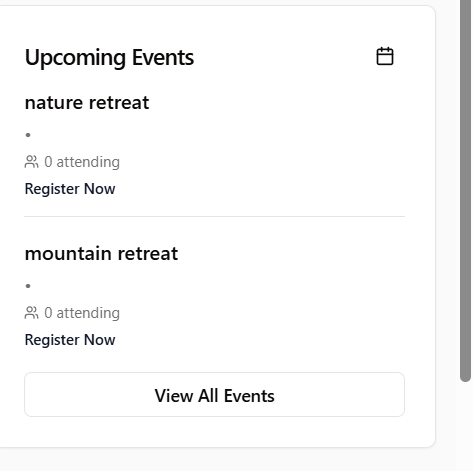 Upcoming Events
nature retreat
•
0 attending
Register Now
mountain retreat
•
0 attending
Register Now
View All Events